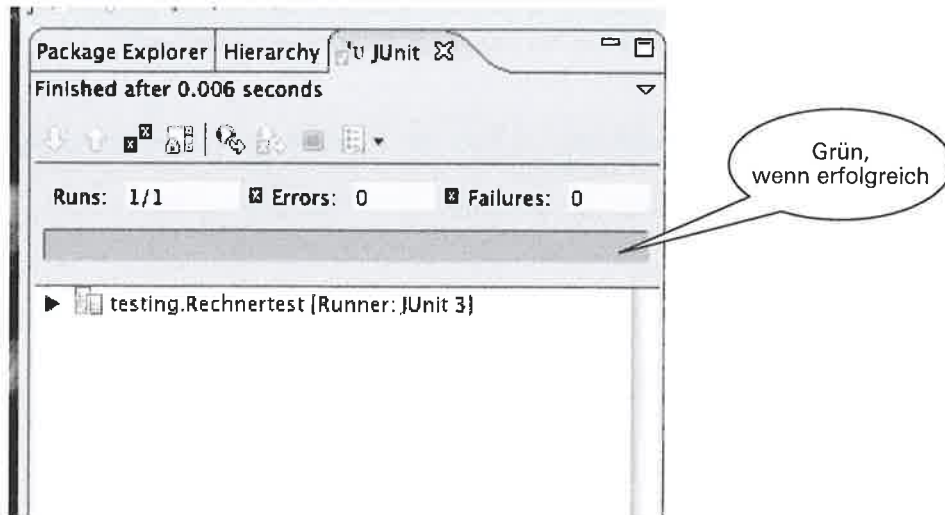 Package Explorer Hierarchy JUnit
Finished after 0.006 seconds
Runs: 1/1 Errors: 0 Failures: 0
Grün,
wenn erfolgreich
testing.Rechnertest [Runner: JUnit 3]